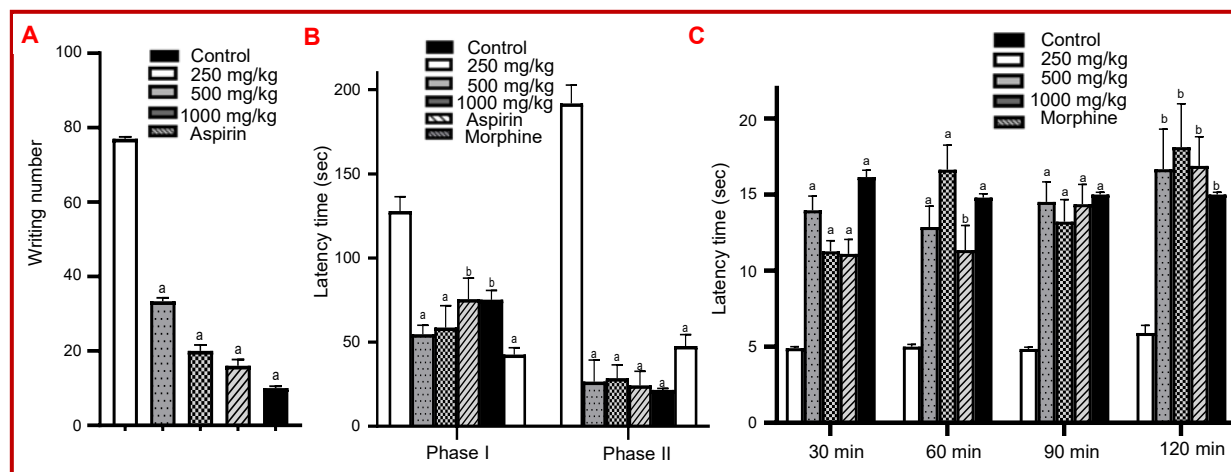 A
100
80
60
40
20
0
Writing number
Control
250 mg/kg
500 mg/kg
1000 mg/kg
Aspirin
a
a
a
a
B
200
150
100
50
0
Latency time (sec)
Control
250 mg/kg
500 mg/kg
1000 mg/kg
Aspirin
Morphine
a
a
b
b
a
a
a
a
a
a
Phase I
Phase II
C
20
15
10
5
0
Latency time (sec)
Control
250 mg/kg
500 mg/kg
1000 mg/kg
Morphine
a
a
a
a
a
a
b
a
a
a
a
a
b
b
b
b
30 min
60 min
90 min
120 min